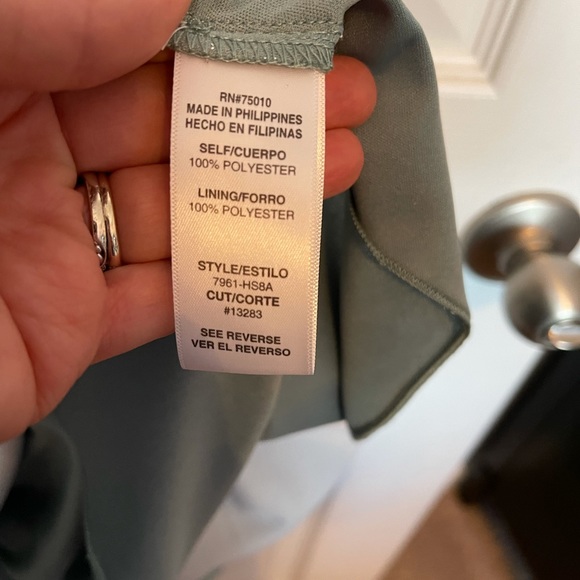 RN#75010
MADE IN PHILIPPINES
HECHO EN FILIPINAS
SELF/CUERPO
100% POLYESTER
LINING/FORRO
100% POLYESTER
STYLE/ESTILO
7961-HS8A
CUT/CORTE
#13283
SEE REVERSE
VER EL REVERSO